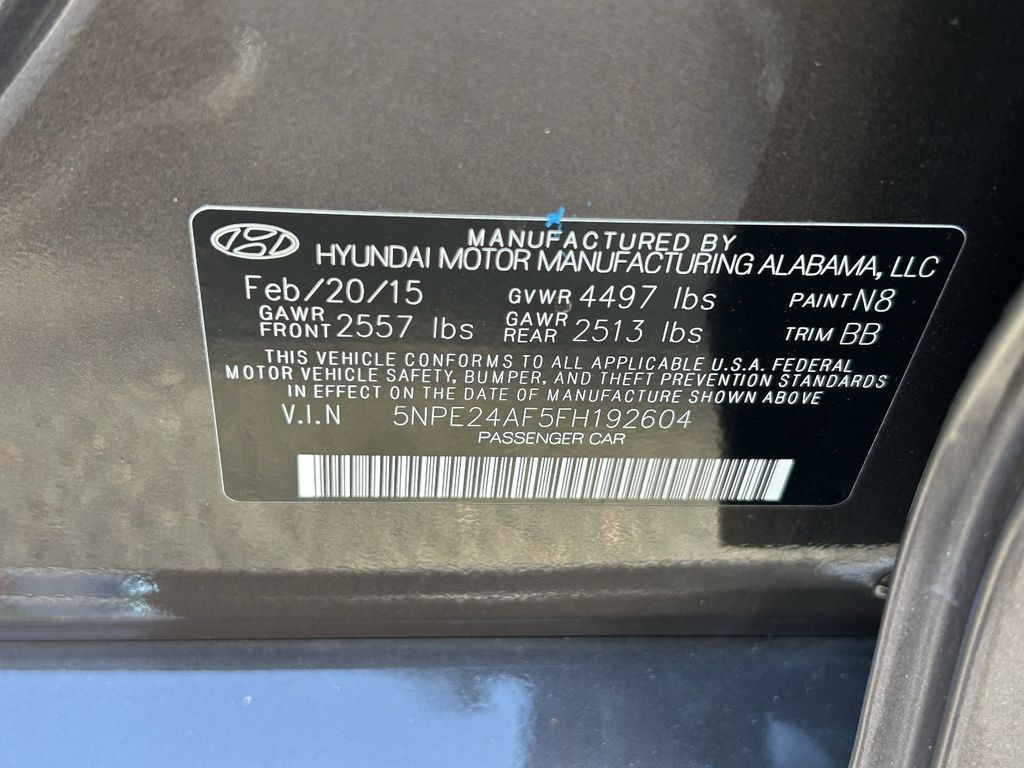 MANUFACTURED BY
HYUNDAI MOTOR MANUFACTURING ALABAMA, LLC
Feb/20/15 GVWR 4497 lbs PAINT N8
GAWR FRONT 2557 lbs GAWR REAR 2513 lbs TRIM BB
THIS VEHICLE CONFORMS TO ALL APPLICABLE U.S.A. FEDERAL
MOTOR VEHICLE SAFETY, BUMPER, AND THEFT PREVENTION STANDARDS
IN EFFECT ON THE DATE OF MANUFACTURE SHOWN ABOVE
V.I.N 5NPE24AF5FH192604
PASSENGER CAR